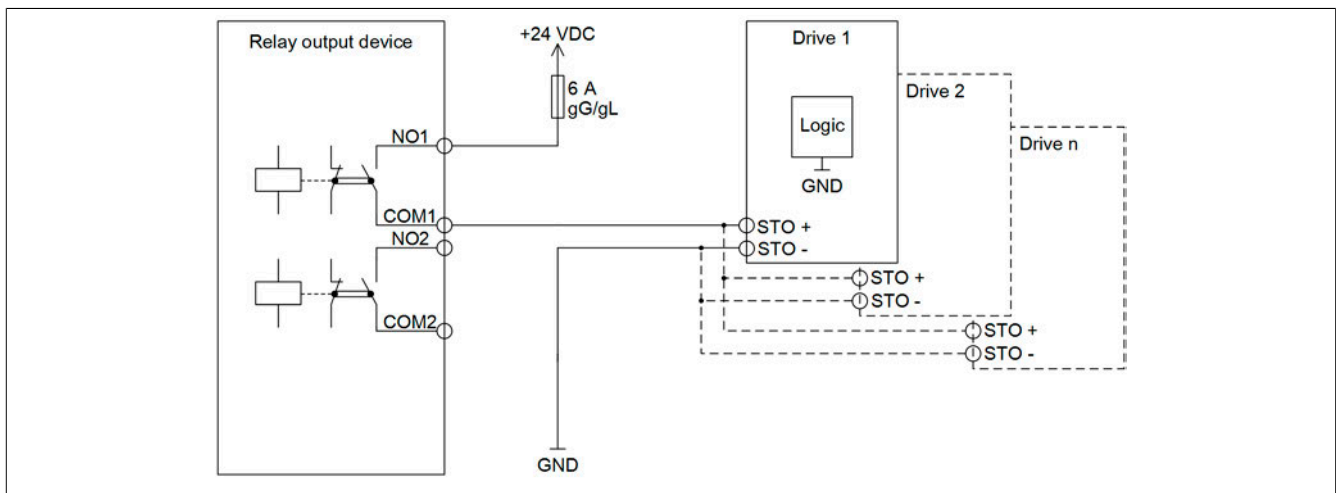 Relay output device
+24 VDC
6 A
gG/gL
NO1
COM1
NO2
COM2
GND
Drive 1
Logic
GND
STO +
STO -
Drive 2
STO +
STO -
Drive n
STO +
STO -